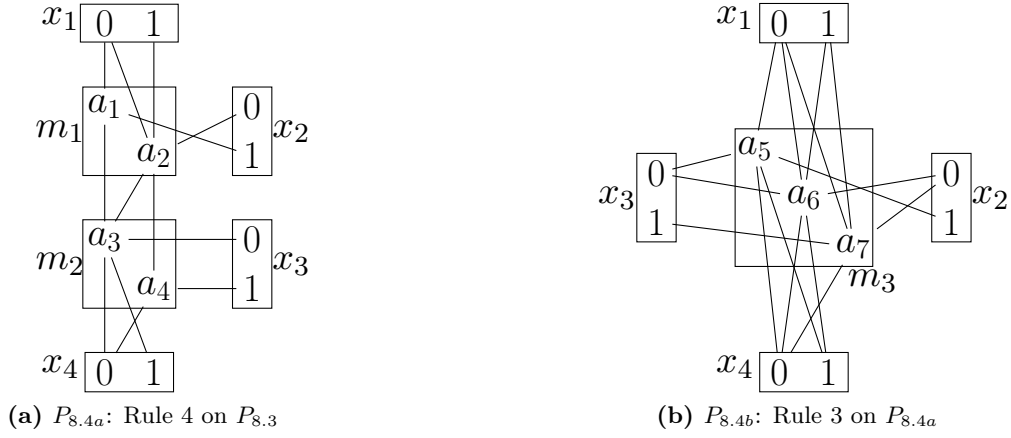 x₁ 0 1
a₁ 0
m₁ x₂
a₂ 1
a₃ 0
m₂ x₃
a₄ 1
x₄ 0 1
(a) P₈.₄ₐ: Rule 4 on P₈.₃
x₁ 0 1
a₅
0 a₆ 0
x₃ x₂
1 a₇ 1
m₃
x₄ 0 1
(b) P₈.₄b: Rule 3 on P₈.₄ₐ